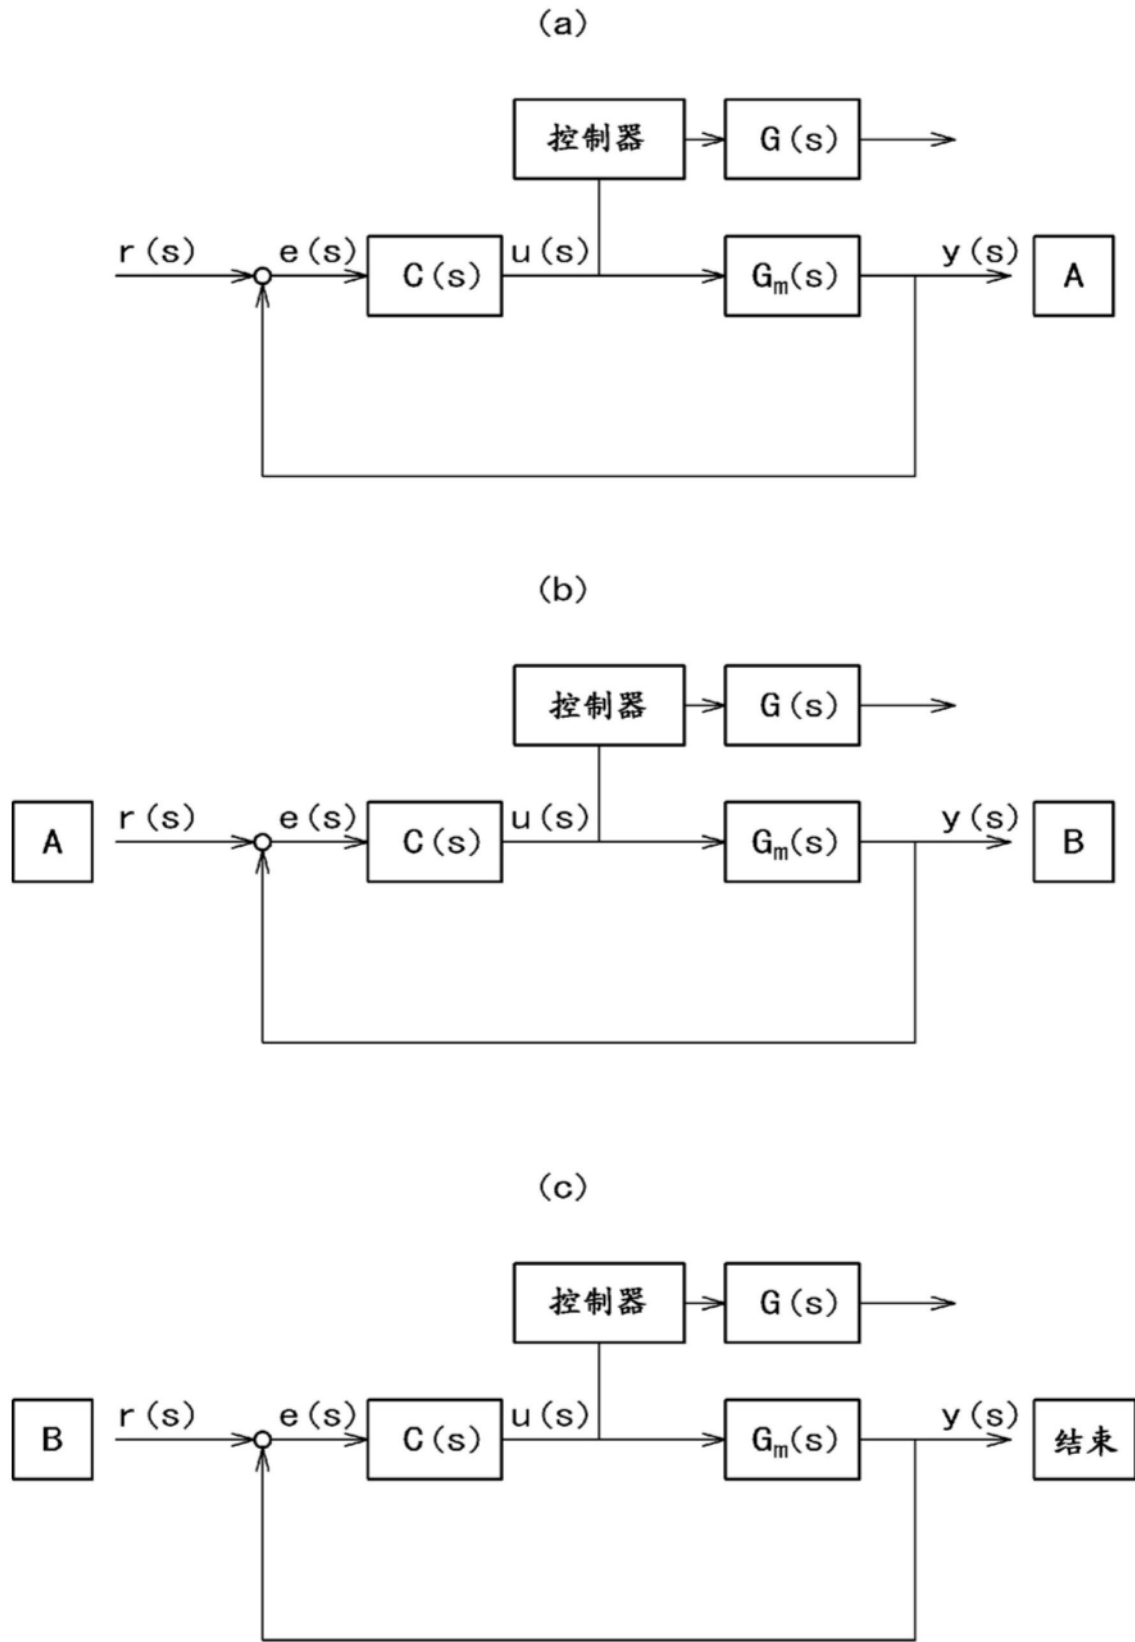 (a)
控制器 G(s)
r(s) e(s) C(s) u(s) Gm(s) y(s) A
(b)
控制器 G(s)
A r(s) e(s) C(s) u(s) Gm(s) y(s) B
(c)
控制器 G(s)
B r(s) e(s) C(s) u(s) Gm(s) y(s) 结束